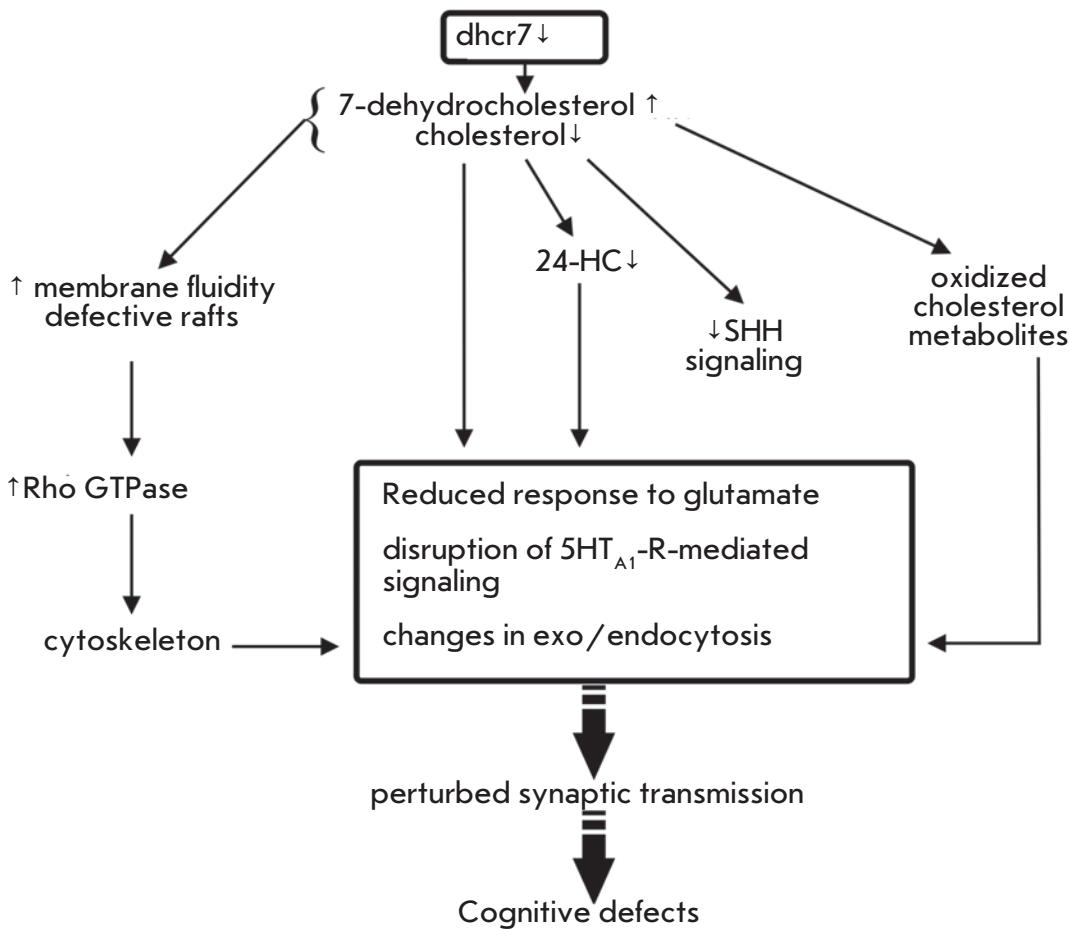 dhcr7↓
7-dehydrocholesterol ↑
cholesterol↓
24-HC↓
↑ membrane fluidity
defective rafts
oxidized
cholesterol
metabolites
↓SHH
signaling
↑Rho GTPase
Reduced response to glutamate
disruption of 5HT_A1-R-mediated
signaling
changes in exo/endocytosis
cytoskeleton
perturbed synaptic transmission
Cognitive defects